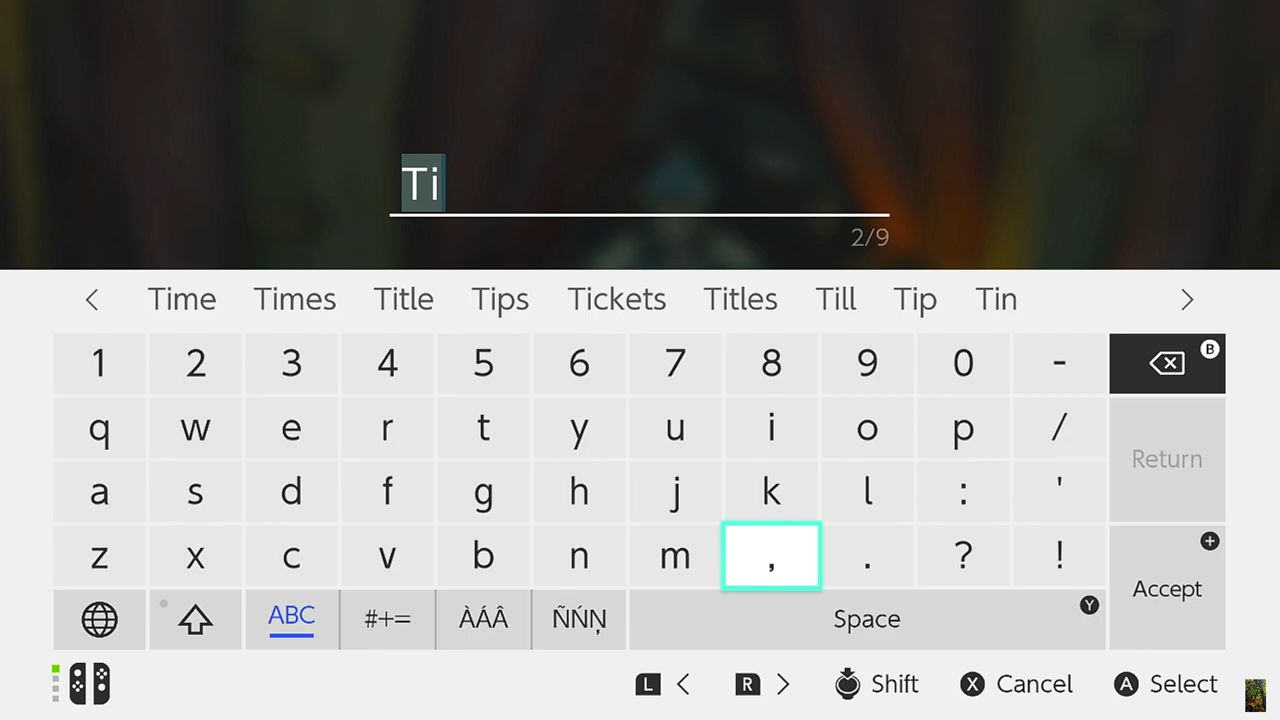 Ti
2/9
< Time Times Title Tips Tickets Titles Till Tip Tin >
1 2 3 4 5 6 7 8 9 0 - B
q w e r t y u i o p / Return
a s d f g h j k l : '
z x c v b n m , . ? ! + Accept
ABC #+= ÀÁÂ ÑŃŅ Space Y
L < R > Shift X Cancel A Select